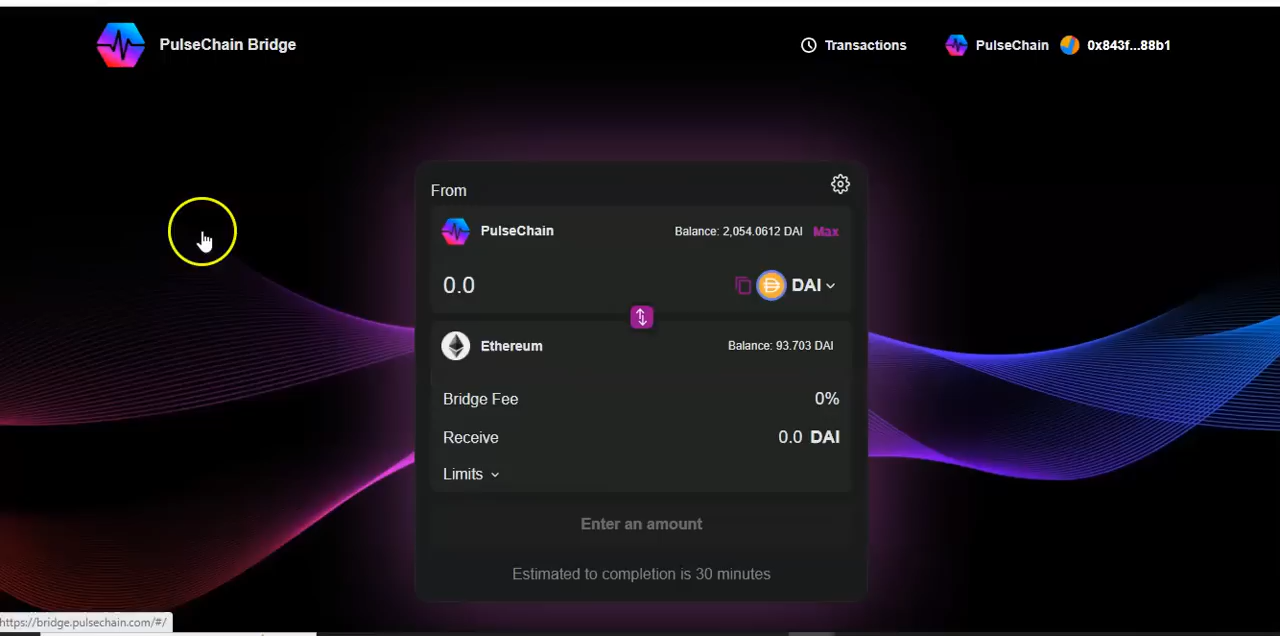 PulseChain Bridge
Transactions
PulseChain
0x843f...88b1
From
PulseChain
Balance: 2,054.0612 DAI Max
0.0
DAI
Ethereum
Balance: 93.703 DAI
Bridge Fee
0%
Receive
0.0 DAI
Limits
Enter an amount
Estimated to completion is 30 minutes
https://bridge.pulsechain.com/#/